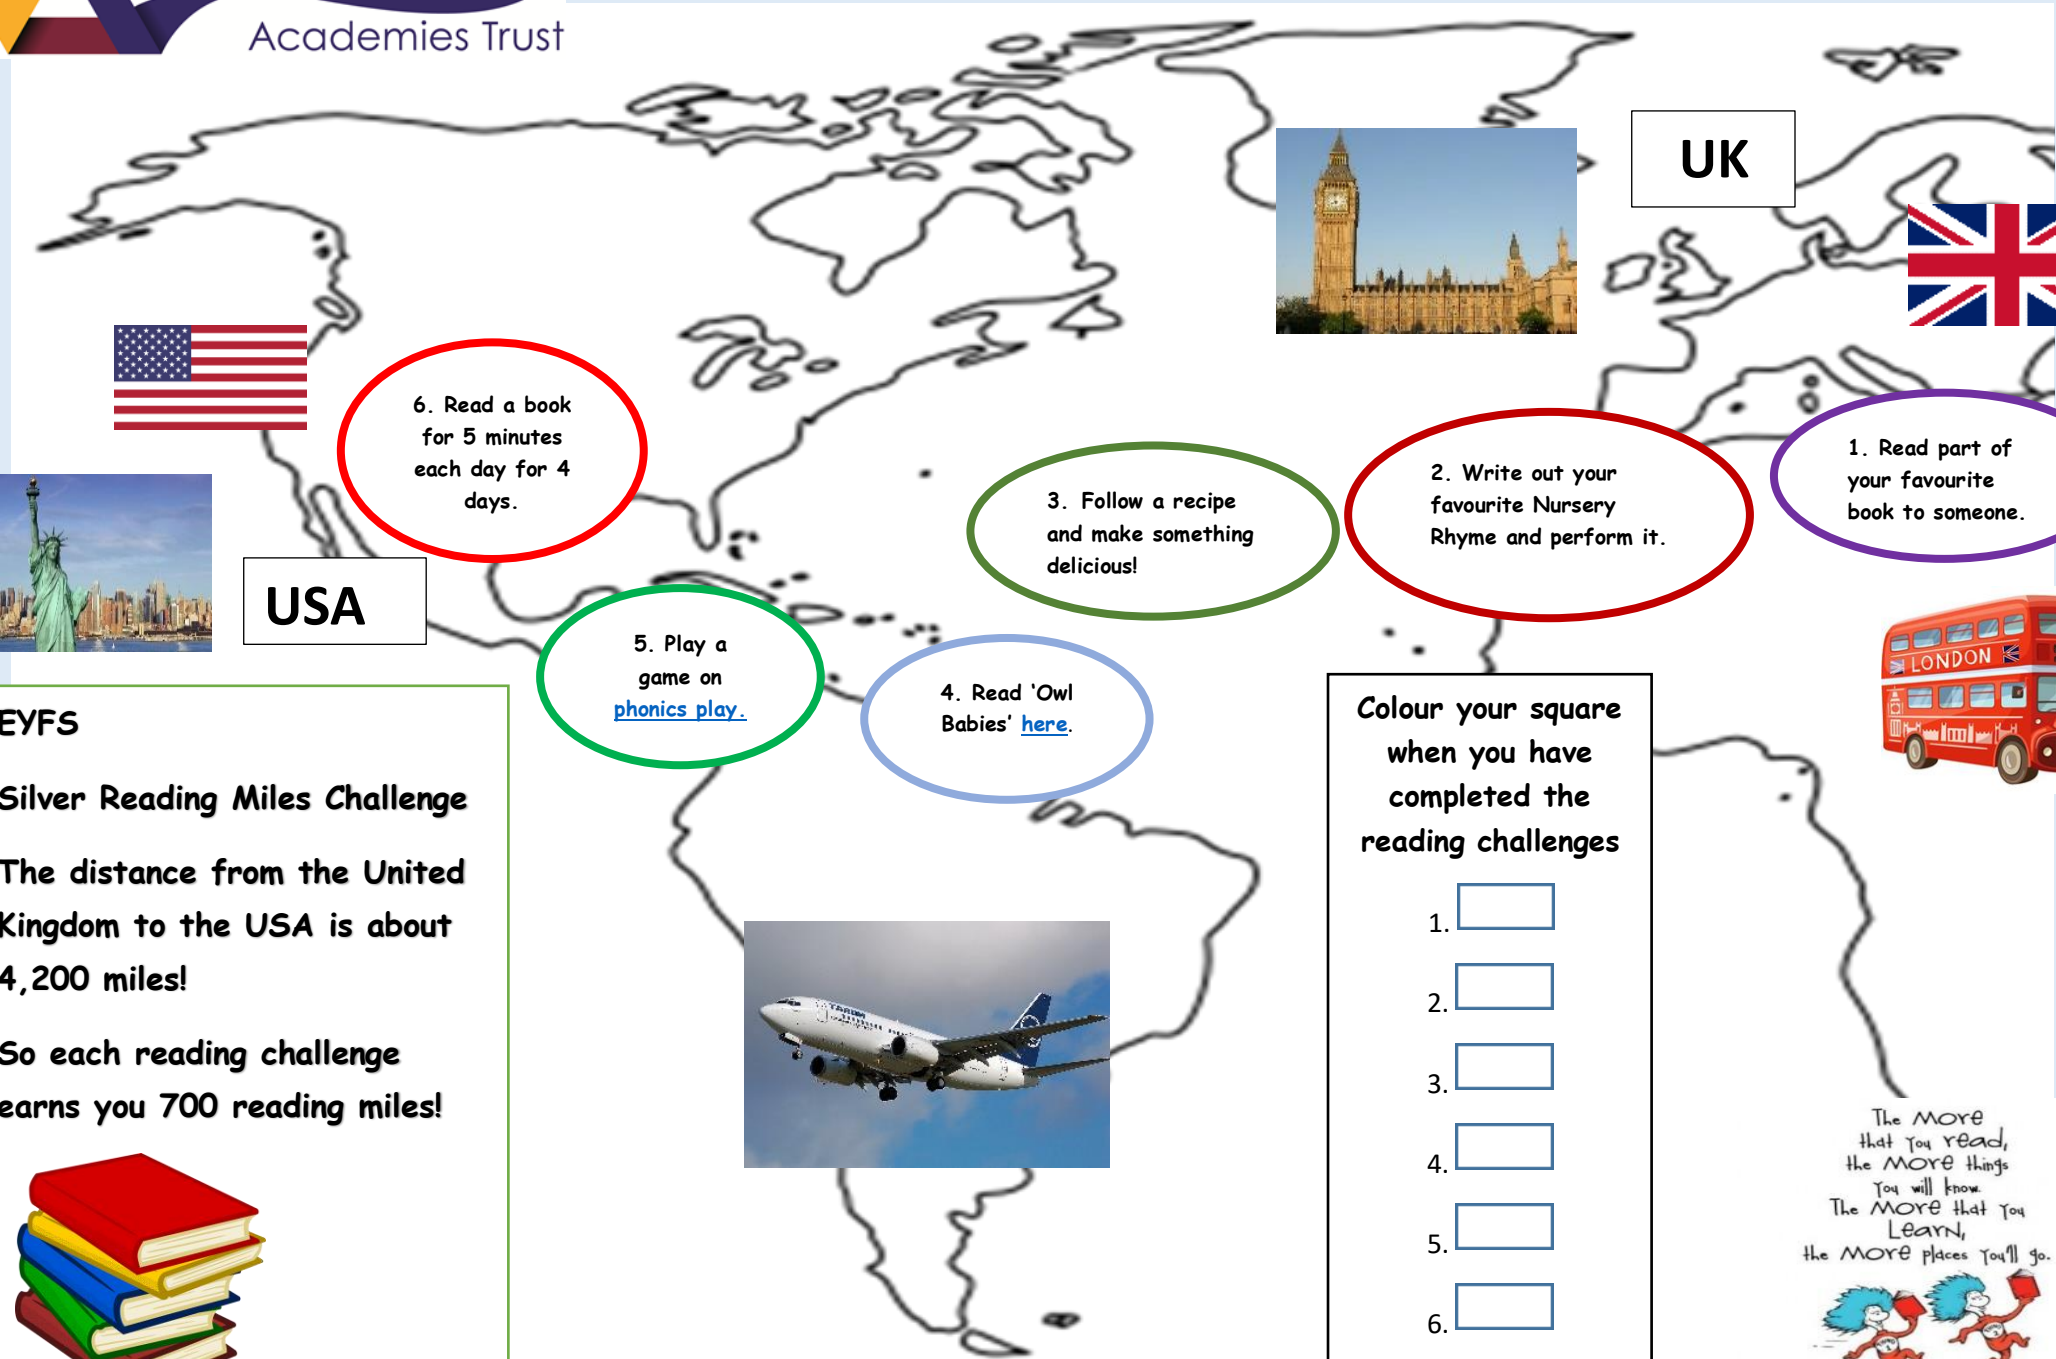 Academies Trust
UK
USA
1. Read part of
your favourite
book to someone.
2. Write out your
favourite Nursery
Rhyme and perform it.
3. Follow a recipe
and make something
delicious!
4. Read ‘Owl
Babies’ here.
5. Play a
game on
phonics play.
6. Read a book
for 5 minutes
each day for 4
days.
LONDON
EYFS
Silver Reading Miles Challenge
The distance from the United
Kingdom to the USA is about
4,200 miles!
So each reading challenge
earns you 700 reading miles!
TAROM
Colour your square
when you have
completed the
reading challenges
1.
2.
3.
4.
5.
6.
The MORE
that you read,
the MORE things
you will know.
The MORE that you
LEARN,
the MORE places you'll go.